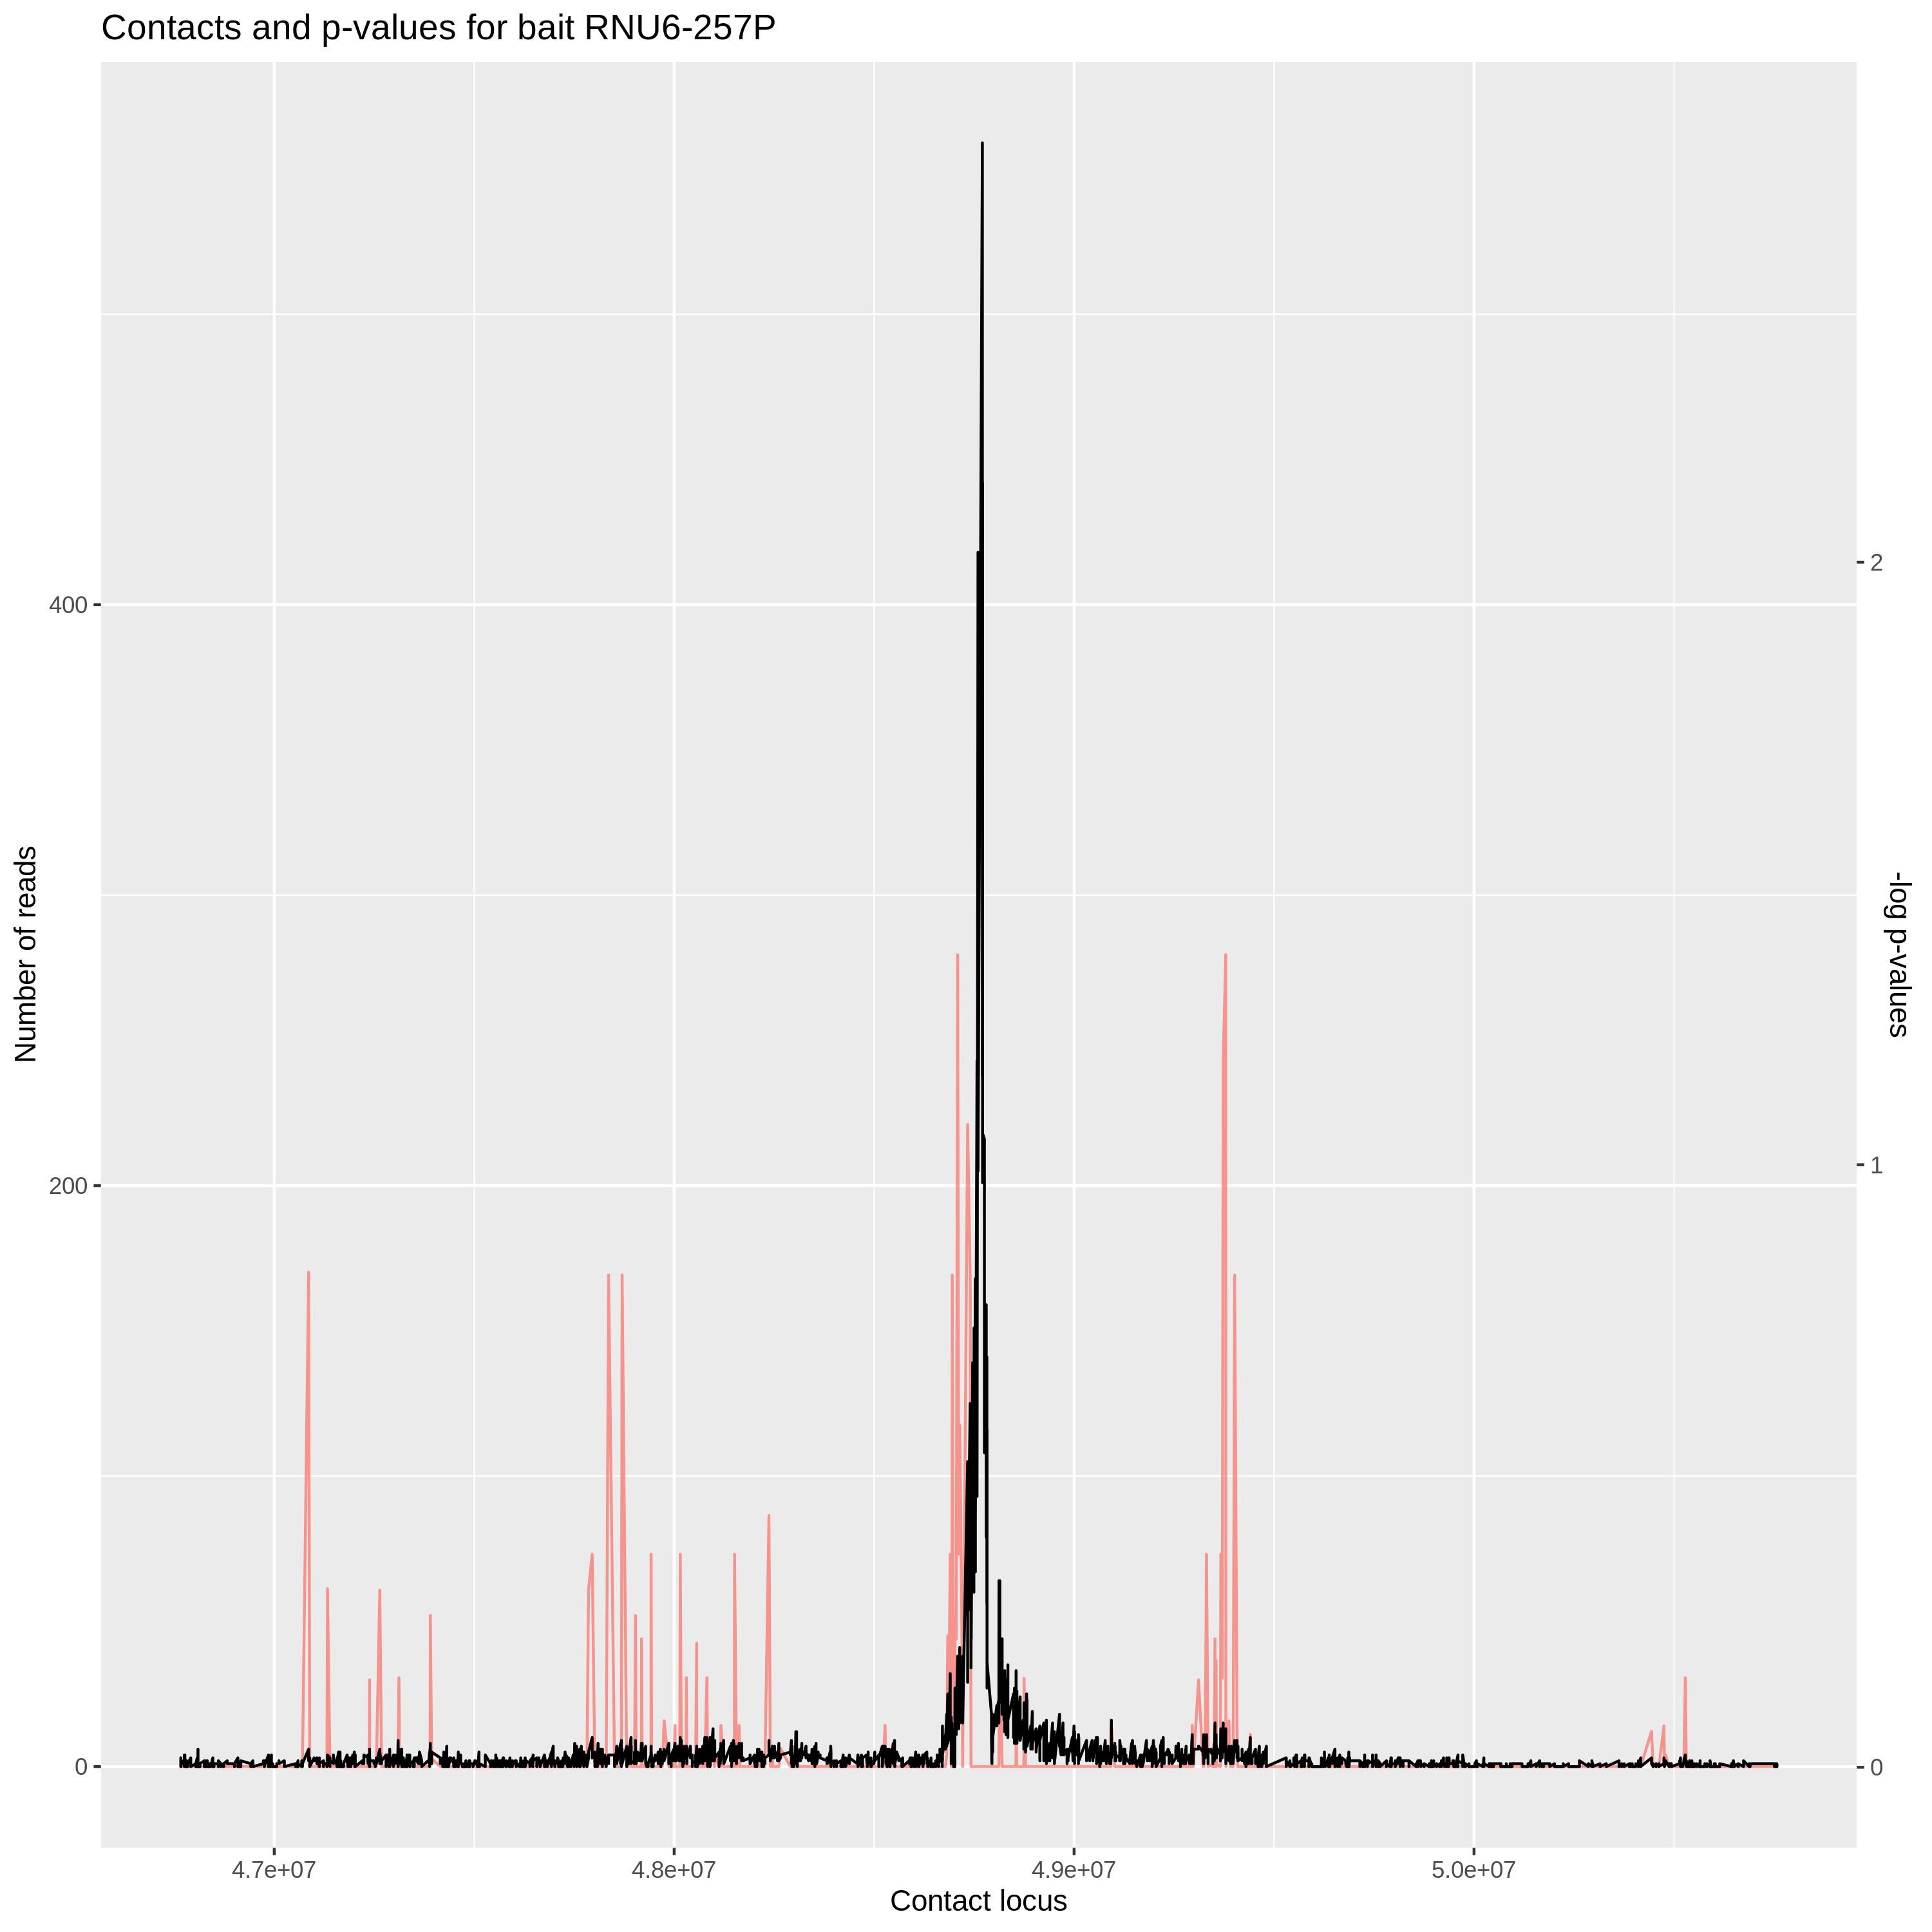 Contacts and p-values for bait RNU6-257P
Number of reads
400
200
0
2
1
0
-log p-values
4.7e+07
4.8e+07
4.9e+07
5.0e+07
Contact locus